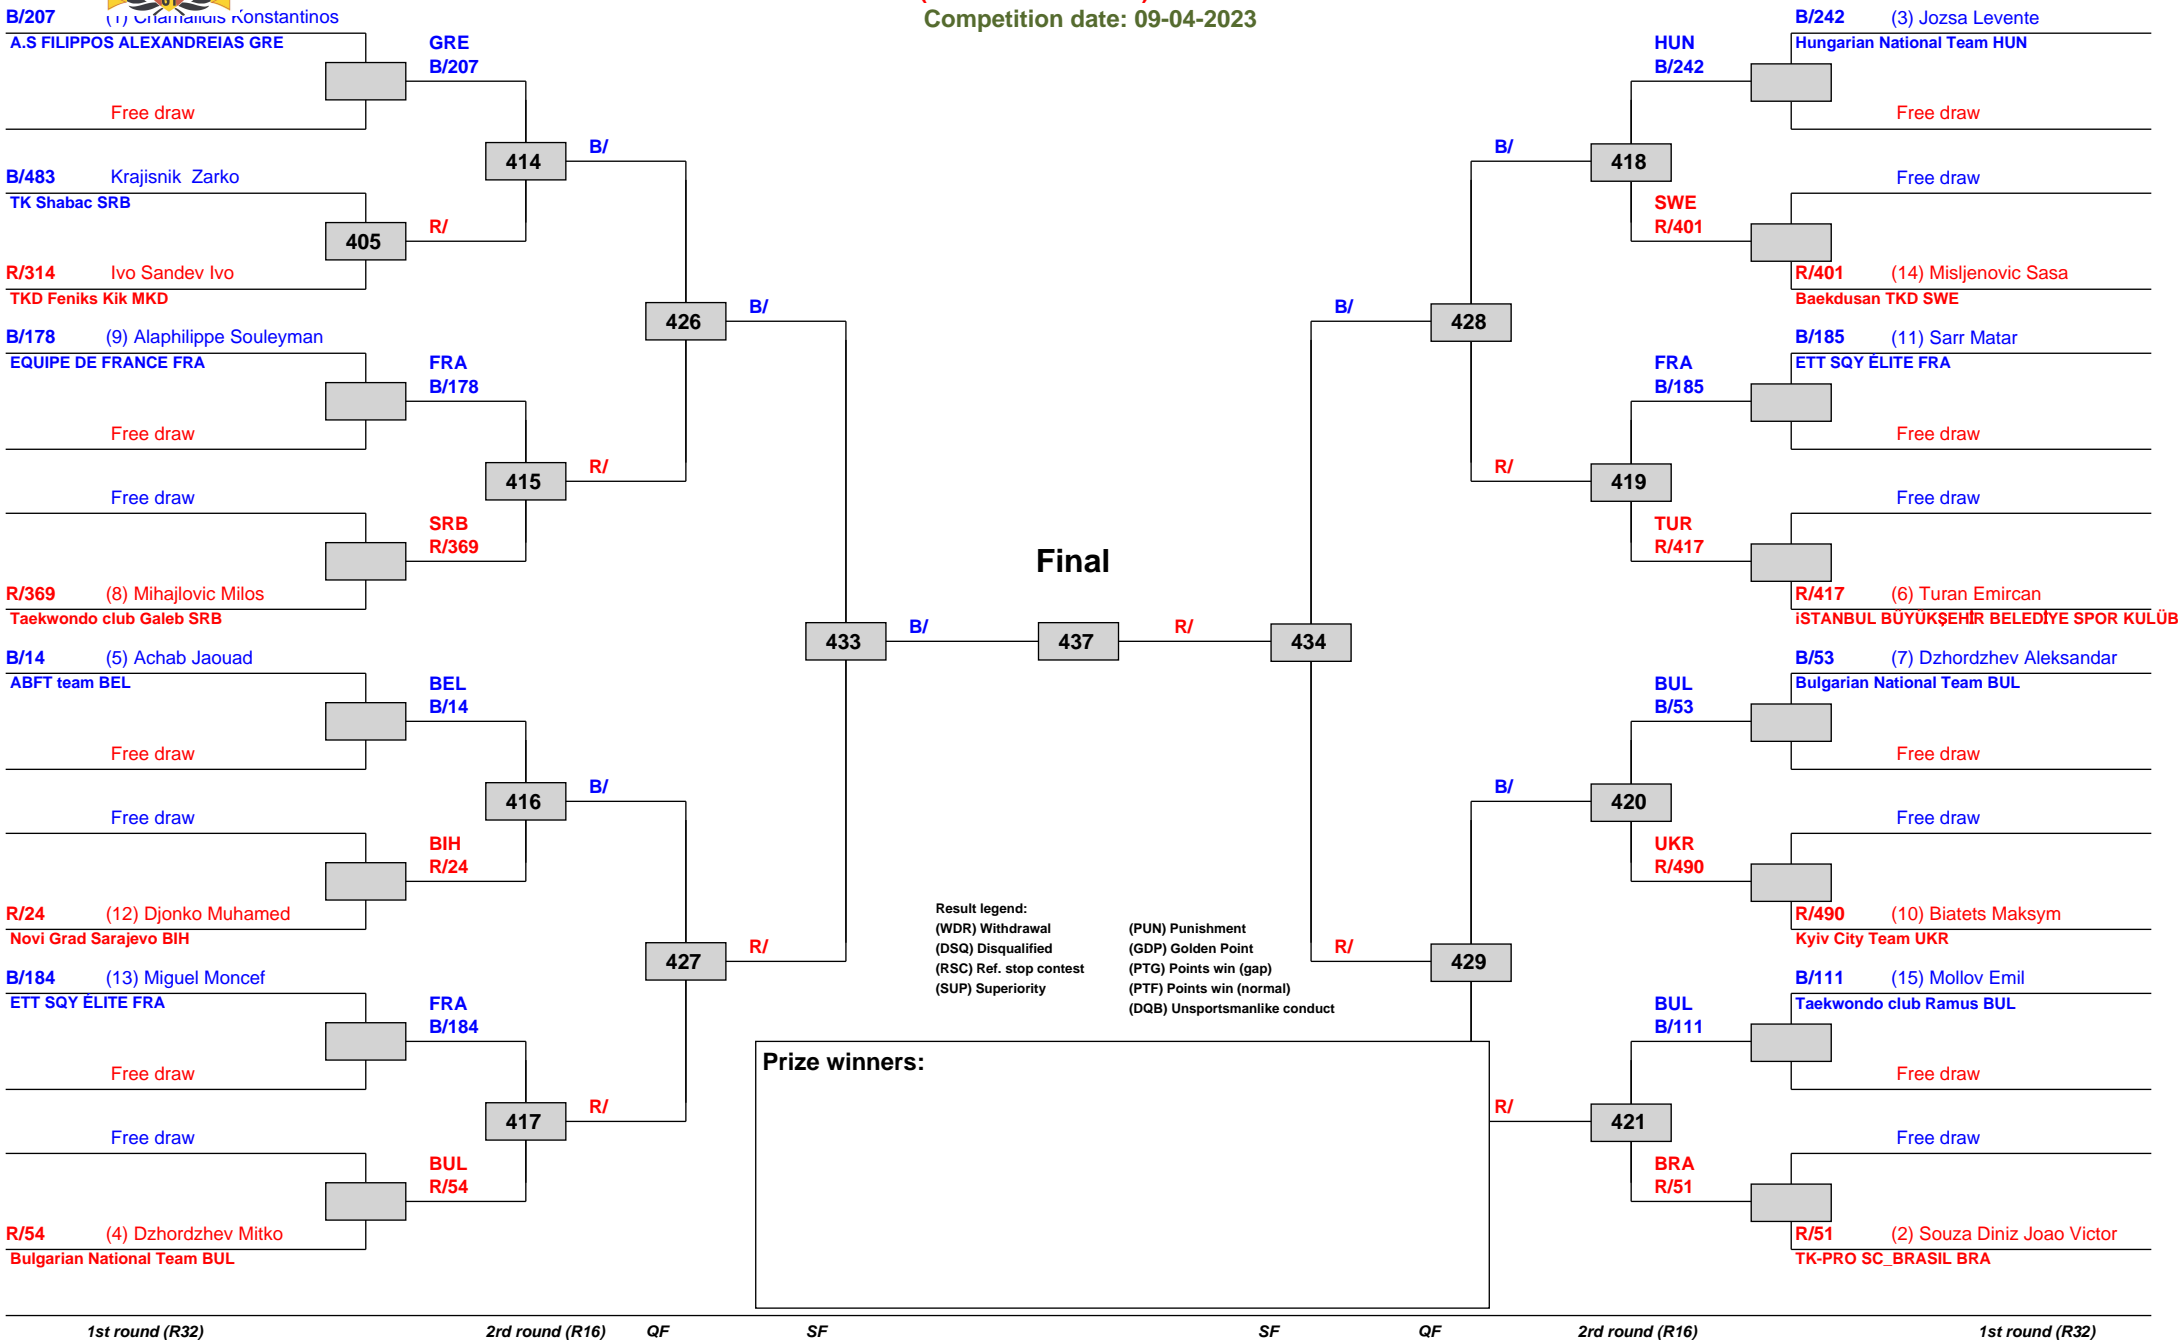 Competition date: 09-04-2023
B/207 (1) Chamalidis Konstantinos
A.S FILIPPOS ALEXANDREIAS GRE
GRE
B/207
Free draw
414
B/
B/483 Krajisnik Zarko
TK Shabac SRB
405
R/
R/314 Ivo Sandev Ivo
TKD Feniks Kik MKD
426
B/
B/178 (9) Alaphilippe Souleyman
EQUIPE DE FRANCE FRA
FRA
B/178
Free draw
415
R/
Free draw
SRB
R/369
R/369 (8) Mihajlovic Milos
Taekwondo club Galeb SRB
433
B/
B/14 (5) Achab Jaouad
ABFT team BEL
BEL
B/14
Free draw
416
B/
Free draw
BIH
R/24
R/24 (12) Djonko Muhamed
Novi Grad Sarajevo BIH
427
R/
B/184 (13) Miguel Moncef
ETT SQY ÉLITE FRA
FRA
B/184
Free draw
417
R/
Free draw
BUL
R/54
R/54 (4) Dzhordzhev Mitko
Bulgarian National Team BUL
Final
437
R/
434
Result legend:
(WDR) Withdrawal
(DSQ) Disqualified
(RSC) Ref. stop contest
(SUP) Superiority
(PUN) Punishment
(GDP) Golden Point
(PTG) Points win (gap)
(PTF) Points win (normal)
(DQB) Unsportsmanlike conduct
Prize winners:
B/242 (3) Jozsa Levente
Hungarian National Team HUN
HUN
B/242
Free draw
B/
418
Free draw
SWE
R/401
R/401 (14) Misljenovic Sasa
Baekdusan TKD SWE
B/
428
B/185 (11) Sarr Matar
ETT SQY ÉLITE FRA
FRA
B/185
Free draw
R/
419
Free draw
TUR
R/417
R/417 (6) Turan Emircan
iSTANBUL BÜYÜKŞEHİR BELEDİYE SPOR KULÜB
B/53 (7) Dzhordzhev Aleksandar
Bulgarian National Team BUL
BUL
B/53
Free draw
B/
420
Free draw
UKR
R/490
R/490 (10) Biatets Maksym
Kyiv City Team UKR
R/
429
B/111 (15) Mollov Emil
Taekwondo club Ramus BUL
BUL
B/111
Free draw
R/
421
Free draw
BRA
R/51
R/51 (2) Souza Diniz Joao Victor
TK-PRO SC_BRASIL BRA
1st round (R32) 2rd round (R16) QF SF SF QF 2rd round (R16) 1st round (R32)